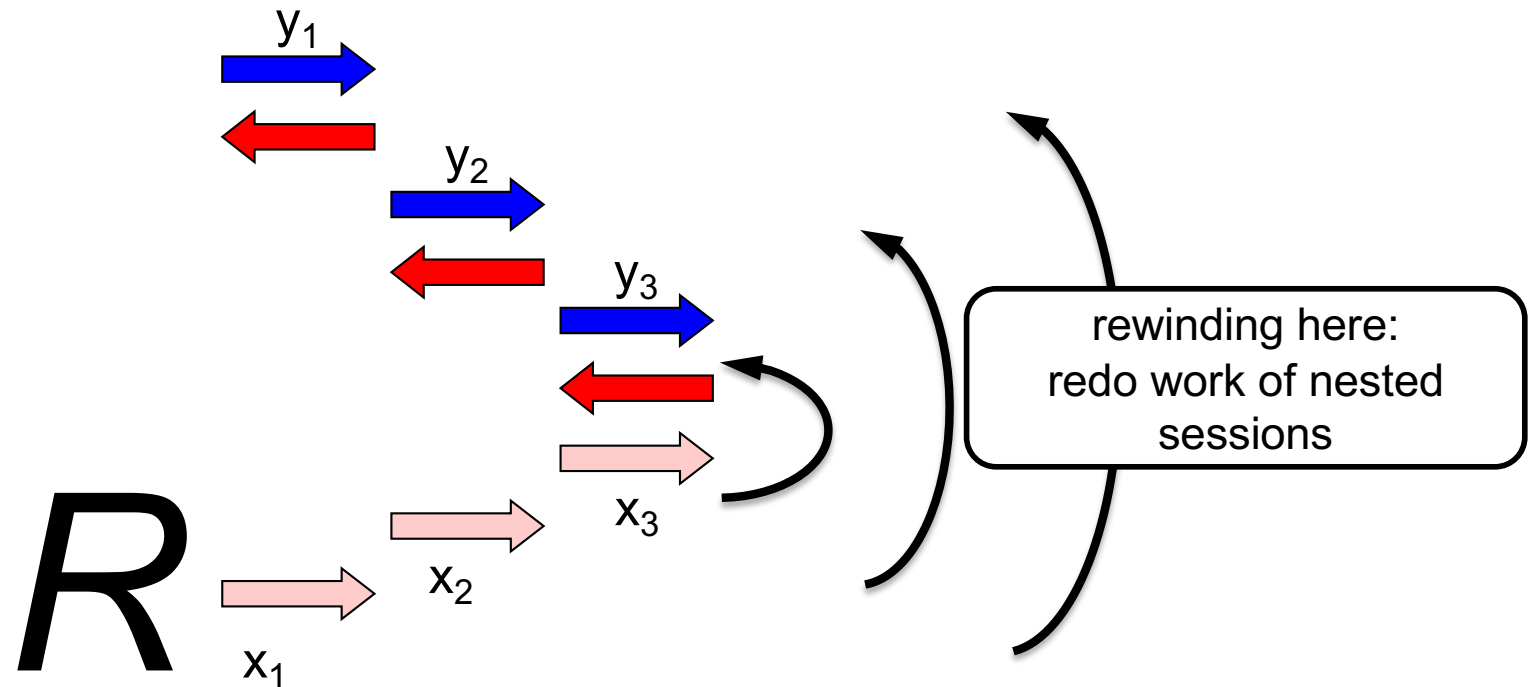 y₁
y₂
y₃
rewinding here:
redo work of nested
sessions
x₃
R
x₂
x₁